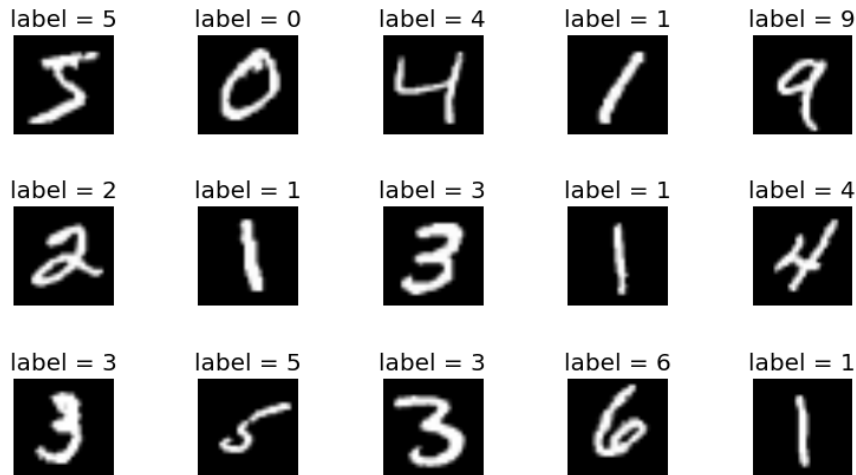 label = 5 label = 0 label = 4 label = 1 label = 9
5 0 4 1 9
label = 2 label = 1 label = 3 label = 1 label = 4
2 1 3 1 4
label = 3 label = 5 label = 3 label = 6 label = 1
3 5 3 6 1